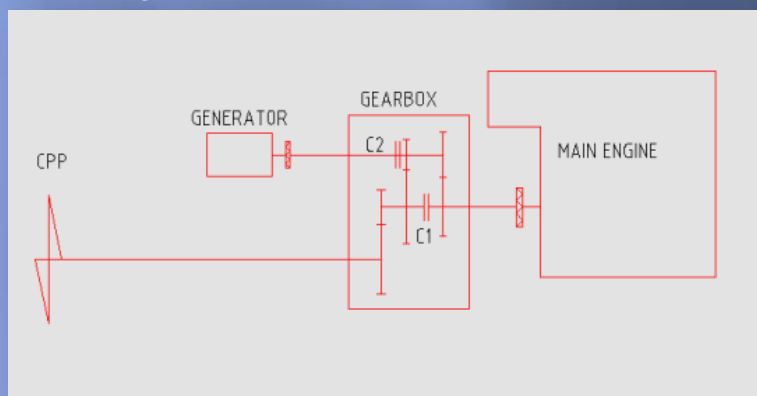 GEARBOX
GENERATOR
C2
MAIN ENGINE
CPP
C1